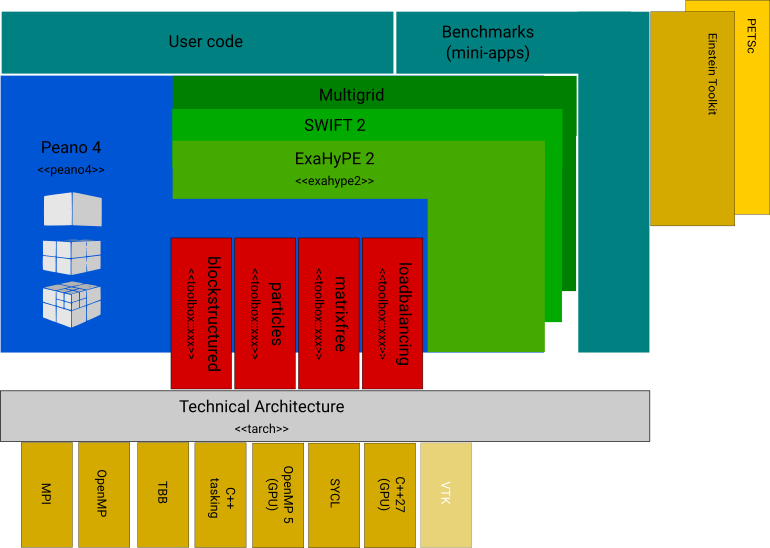 User code
Benchmarks
(mini-apps)
Einstein Toolkit
PETSc
Multigrid
SWIFT 2
ExaHyPE 2
<<exahype2>>
Peano 4
<<peano4>>
blockstructured
<<toolbox::xxx>>
particles
<<toolbox::xxx>>
matrixfree
<<toolbox::xxx>>
loadbalancing
<<toolbox::xxx>>
Technical Architecture
<<tarch>>
MPI
OpenMP
TBB
C++
tasking
OpenMP 5
(GPU)
SYCL
C++27
(GPU)
VTK